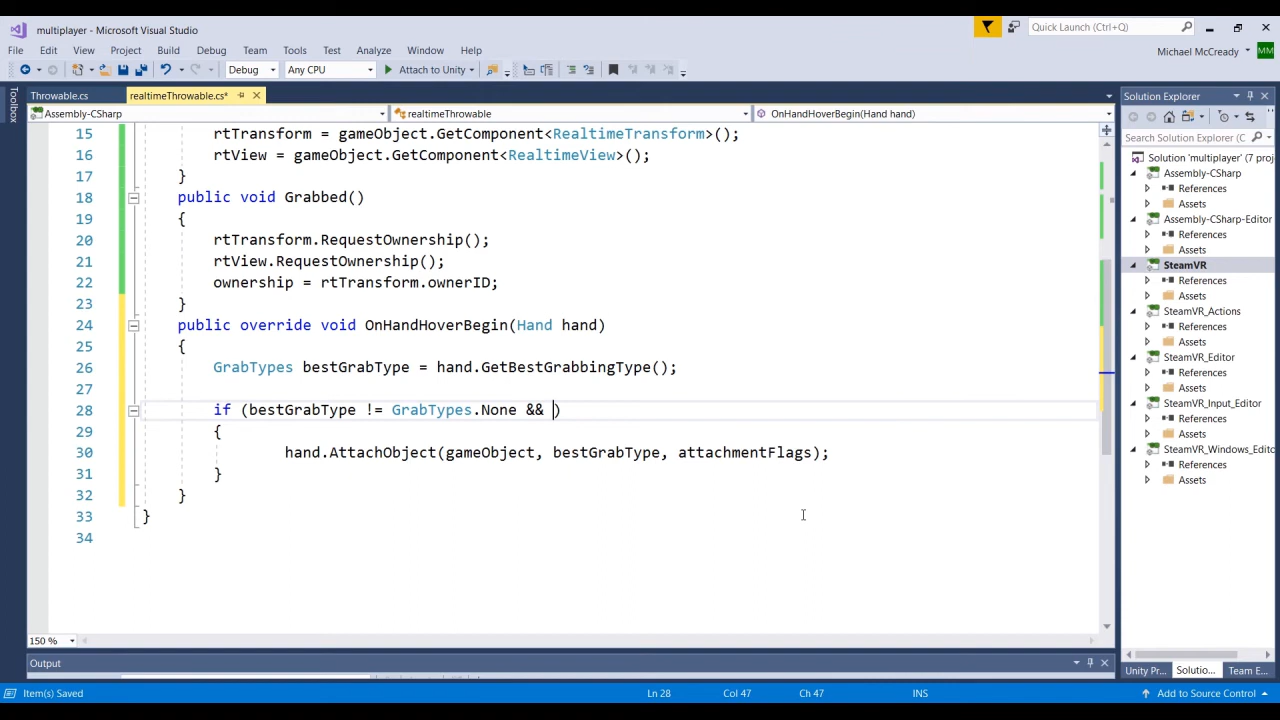 multiplayer - Microsoft Visual Studio
Quick Launch (Ctrl+Q)
File Edit View Project Build Debug Team Tools Test Analyze Window Help
Michael McCready
MM
Debug
Any CPU
Attach to Unity
Toolbox
Throwable.cs
realtimeThrowable.cs*
Assembly-CSharp
realtimeThrowable
OnHandHoverBegin(Hand hand)
15 rtTransform = gameObject.GetComponent<RealtimeTransform>();
16 rtView = gameObject.GetComponent<RealtimeView>();
17 }
18 public void Grabbed()
19 {
20 rtTransform.RequestOwnership();
21 rtView.RequestOwnership();
22 ownership = rtTransform.ownerID;
23 }
24 public override void OnHandHoverBegin(Hand hand)
25 {
26 GrabTypes bestGrabType = hand.GetBestGrabbingType();
27
28 if (bestGrabType != GrabTypes.None && )
29 {
30 hand.AttachObject(gameObject, bestGrabType, attachmentFlags);
31 }
32 }
33 }
34
150 %
Output
Solution Explorer
Search Solution Explorer (C
Solution 'multiplayer' (7 proj
Assembly-CSharp
References
Assets
Assembly-CSharp-Editor
References
Assets
SteamVR
References
Assets
SteamVR_Actions
References
Assets
SteamVR_Editor
References
Assets
SteamVR_Input_Editor
References
Assets
SteamVR_Windows_Edito
References
Assets
Unity Pr...
Solutio...
Team E...
Item(s) Saved
Ln 28
Col 47
Ch 47
INS
Add to Source Control